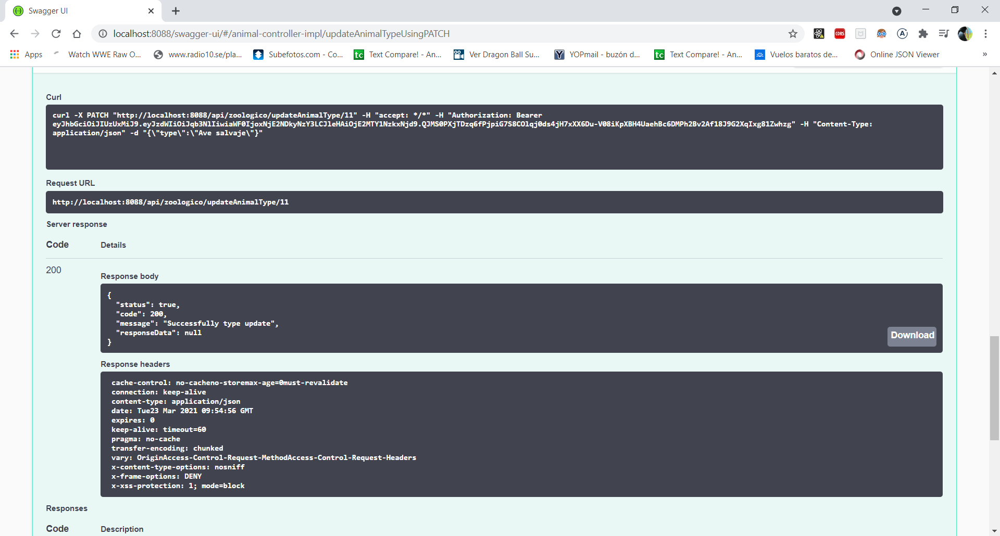 Swagger UI
localhost:8088/swagger-ui/#/animal-controller-impl/updateAnimalTypeUsingPATCH
CORS
Apps Watch WWE Raw O... www.radio10.se/pla... Subefotos.com - Co... tc Text Compare! - An... Ver Dragon Ball Su... Y YOPmail - buzón d... tc Text Compare! - An... Vuelos baratos de... Online JSON Viewer »
Curl
curl -X PATCH "http://localhost:8088/api/zoologico/updateAnimalType/11" -H "accept: */*" -H "Authorization: Bearer
eyJhbGciOiJIUzUxMiJ9.eyJzdWIiOiJqb3NlIiwiaWF0IjoxNjE2NDkyNzY3LCJleHAiOjE2MTY1NzkxNjd9.QJMS0PXjTDzq6fPjpiG7S8COlqj0ds4jH7xXX6Du-V08iKpXBH4UaehBc6DMPh2Bv2Af18J9G2XqIxg81Zwhzg" -H "Content-Type:
application/json" -d "{\"type\":\"Ave salvaje\"}"
Request URL
http://localhost:8088/api/zoologico/updateAnimalType/11
Server response
Code Details
200
Response body
{
"status": true,
"code": 200,
"message": "Successfully type update",
"responseData": null
}
Download
Response headers
cache-control: no-cacheno-storemax-age=0must-revalidate
connection: keep-alive
content-type: application/json
date: Tue23 Mar 2021 09:54:56 GMT
expires: 0
keep-alive: timeout=60
pragma: no-cache
transfer-encoding: chunked
vary: OriginAccess-Control-Request-MethodAccess-Control-Request-Headers
x-content-type-options: nosniff
x-frame-options: DENY
x-xss-protection: 1; mode=block
Responses
Code Description